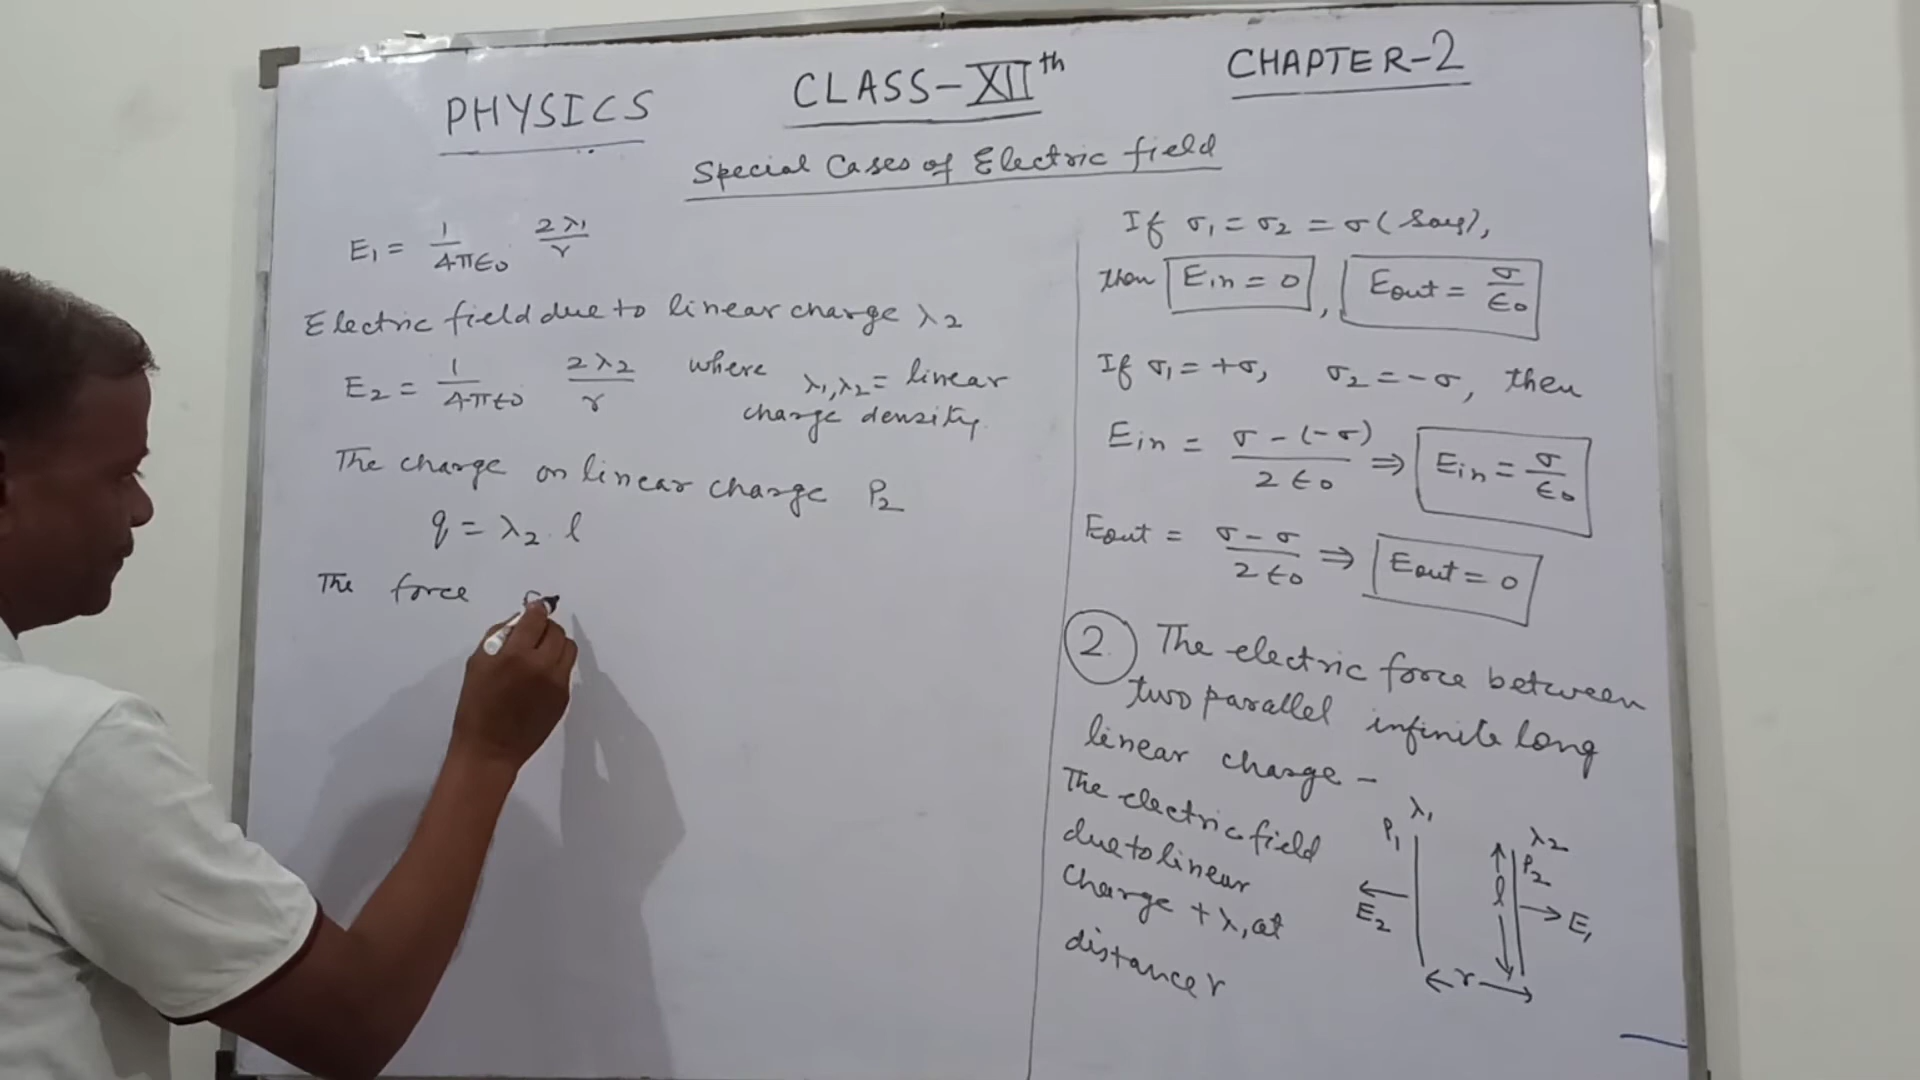 PHYSICS CLASS-XIIth CHAPTER-2
Special Cases of Electric field
E₁ = 1/4πϵ₀ 2λ₁/r
Electric field due to linear charge λ₂
E₂ = 1/4πϵ₀ 2λ₂/r where λ₁,λ₂ = linear
charge density.
The charge on linear charge P₂
q = λ₂. l
The force
If σ₁ = σ₂ = σ (say),
then Ein = 0, Eout = σ/ϵ₀
If σ₁ = +σ, σ₂ = -σ, then
Ein = σ-(-σ)/2ϵ₀ ⇒ Ein = σ/ϵ₀
Eout = σ-σ/2ϵ₀ ⇒ Eout = 0
2 The electric force between
two parallel infinite long
linear charge -
The electric field
due to linear
charge +λ₁ at
distance r
λ₁
P₁
λ₂
P₂
l
E₂
E₁
r